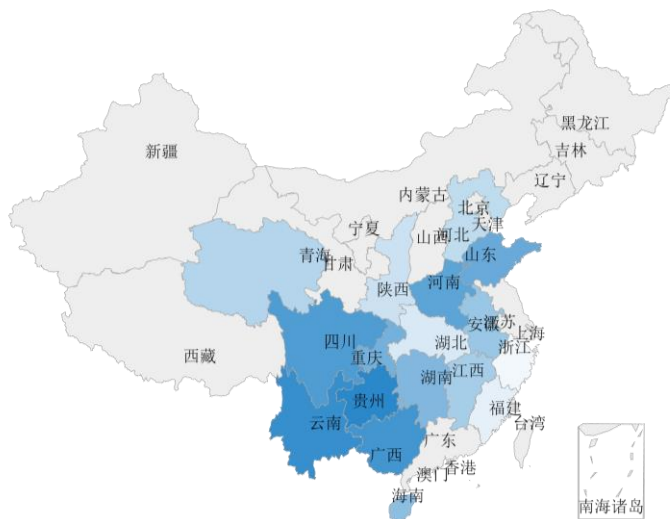 黑龙江
吉林
新疆
辽宁
内蒙古
北京
天津
宁夏
山西
河北
青海
甘肃
山东
河南
陕西
江苏
安徽
上海
四川
湖北
浙江
西藏
重庆
江西
湖南
贵州
福建
云南
台湾
广东
广西
香港
澳门
海南
南海诸岛